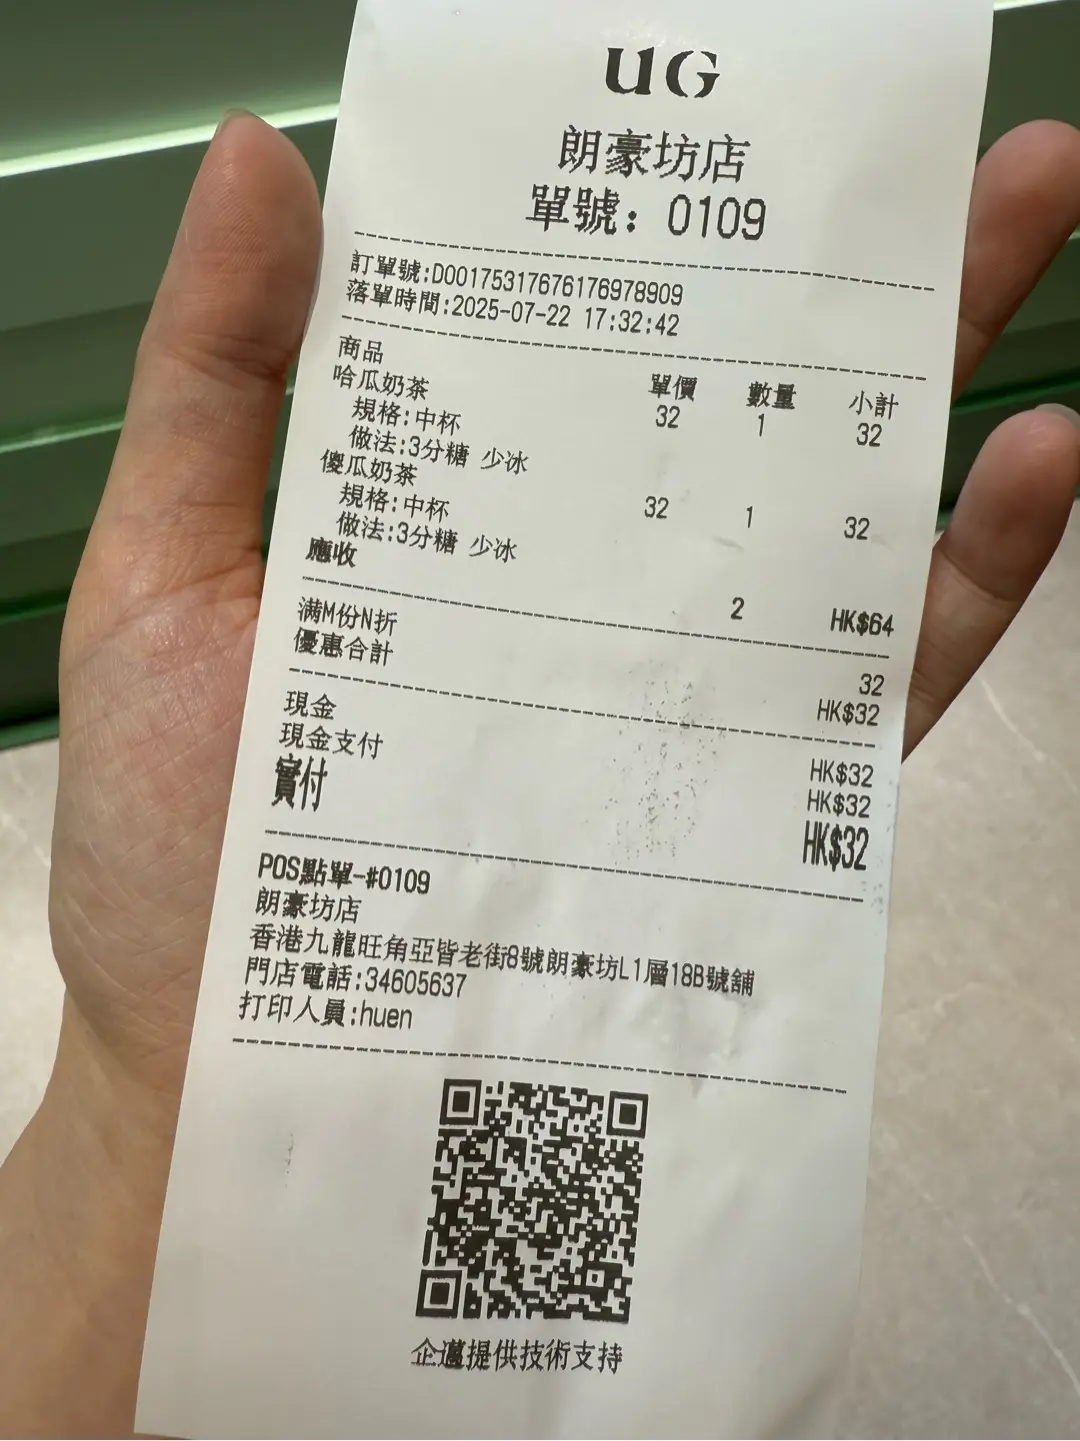 UG
朗豪坊店
單號：0109
訂單號:D001753176761769​78909
落單時間:2025-07-22 17:32:42
商品 單價 數量 小計
哈瓜奶茶 32 1 32
規格:中杯
做法:3分糖 少冰
傻瓜奶茶 32 1 32
規格:中杯
做法:3分糖 少冰
應收 2 HK$64
滿M份N折 32
優惠合計 HK$32
現金 HK$32
現金支付 HK$32
實付 HK$32
POS點單-#0109
朗豪坊店
香港九龍旺角亞皆老街8號朗豪坊L1層18B號舖
門店電話:34605637
打印人員:huen
企邁提供技術支持